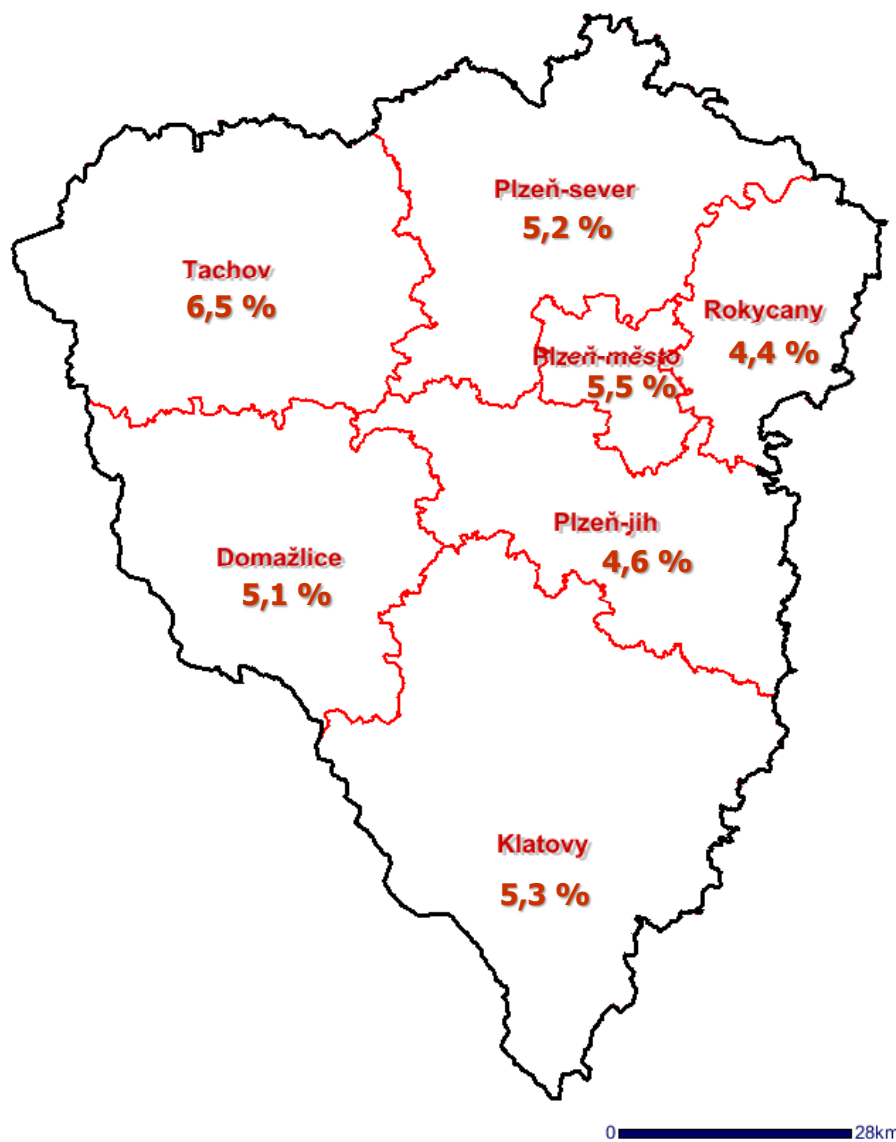 Plzeň-sever
5,2 %
Tachov
6,5 %
Rokycany
4,4 %
Plzeň-město
5,5 %
Plzeň-jih
4,6 %
Domažlice
5,1 %
Klatovy
5,3 %
0 28km